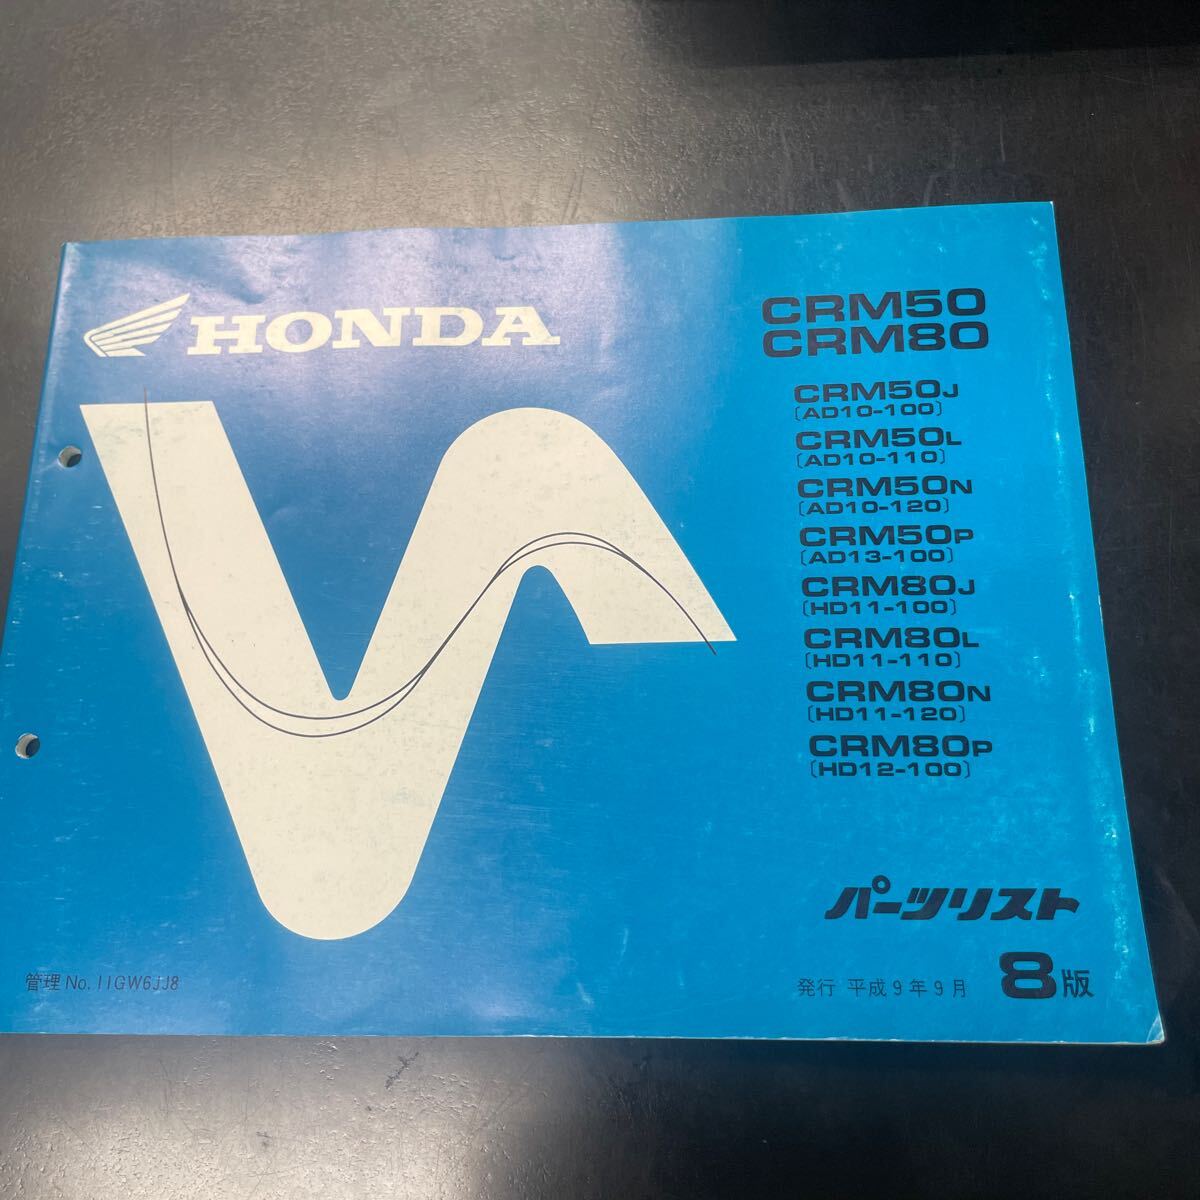 HONDA
CRM50
CRM80
CRM50J
〔AD10-100〕
CRM50L
〔AD10-110〕
CRM50N
〔AD10-120〕
CRM50P
〔AD13-100〕
CRM80J
〔HD11-100〕
CRM80L
〔HD11-110〕
CRM80N
〔HD11-120〕
CRM80P
〔HD12-100〕
パーツリスト
8版
発行 平成9年9月
管理 No. 11GW6JJ8